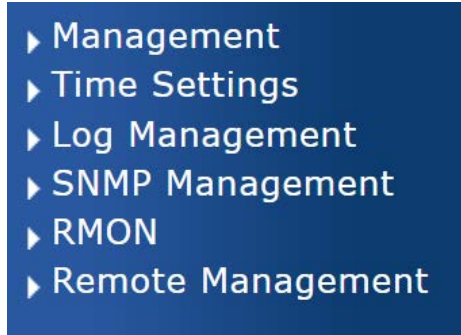 Management
Time Settings
Log Management
SNMP Management
RMON
Remote Management